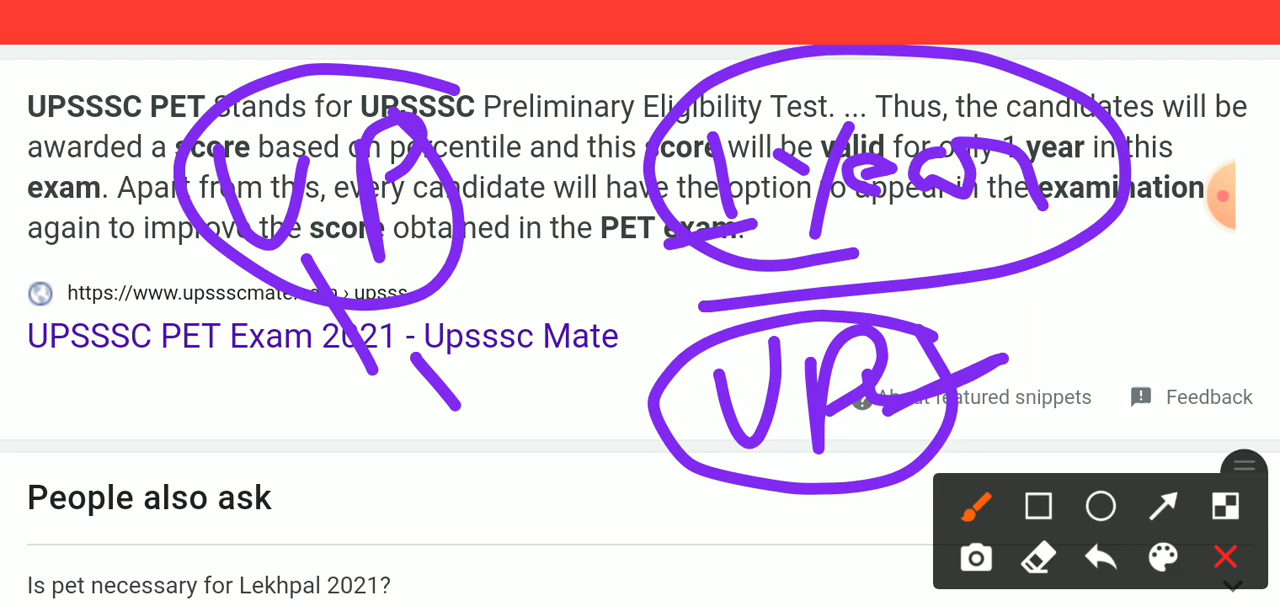 UPSSSC PET Stands for UPSSSC Preliminary Eligibility Test. ... Thus, the candidates will be
awarded a score based on percentile and this score will be valid for only 1 year in this
exam. Apart from this, every candidate will have the option to appear in the examination
again to improve the score obtained in the PET exam.
UP
1 year
https://www.upssscmate.com › upsss...
UPSSSC PET Exam 2021 - Upsssc Mate
UP
About featured snippets
Feedback
People also ask
Is pet necessary for Lekhpal 2021?